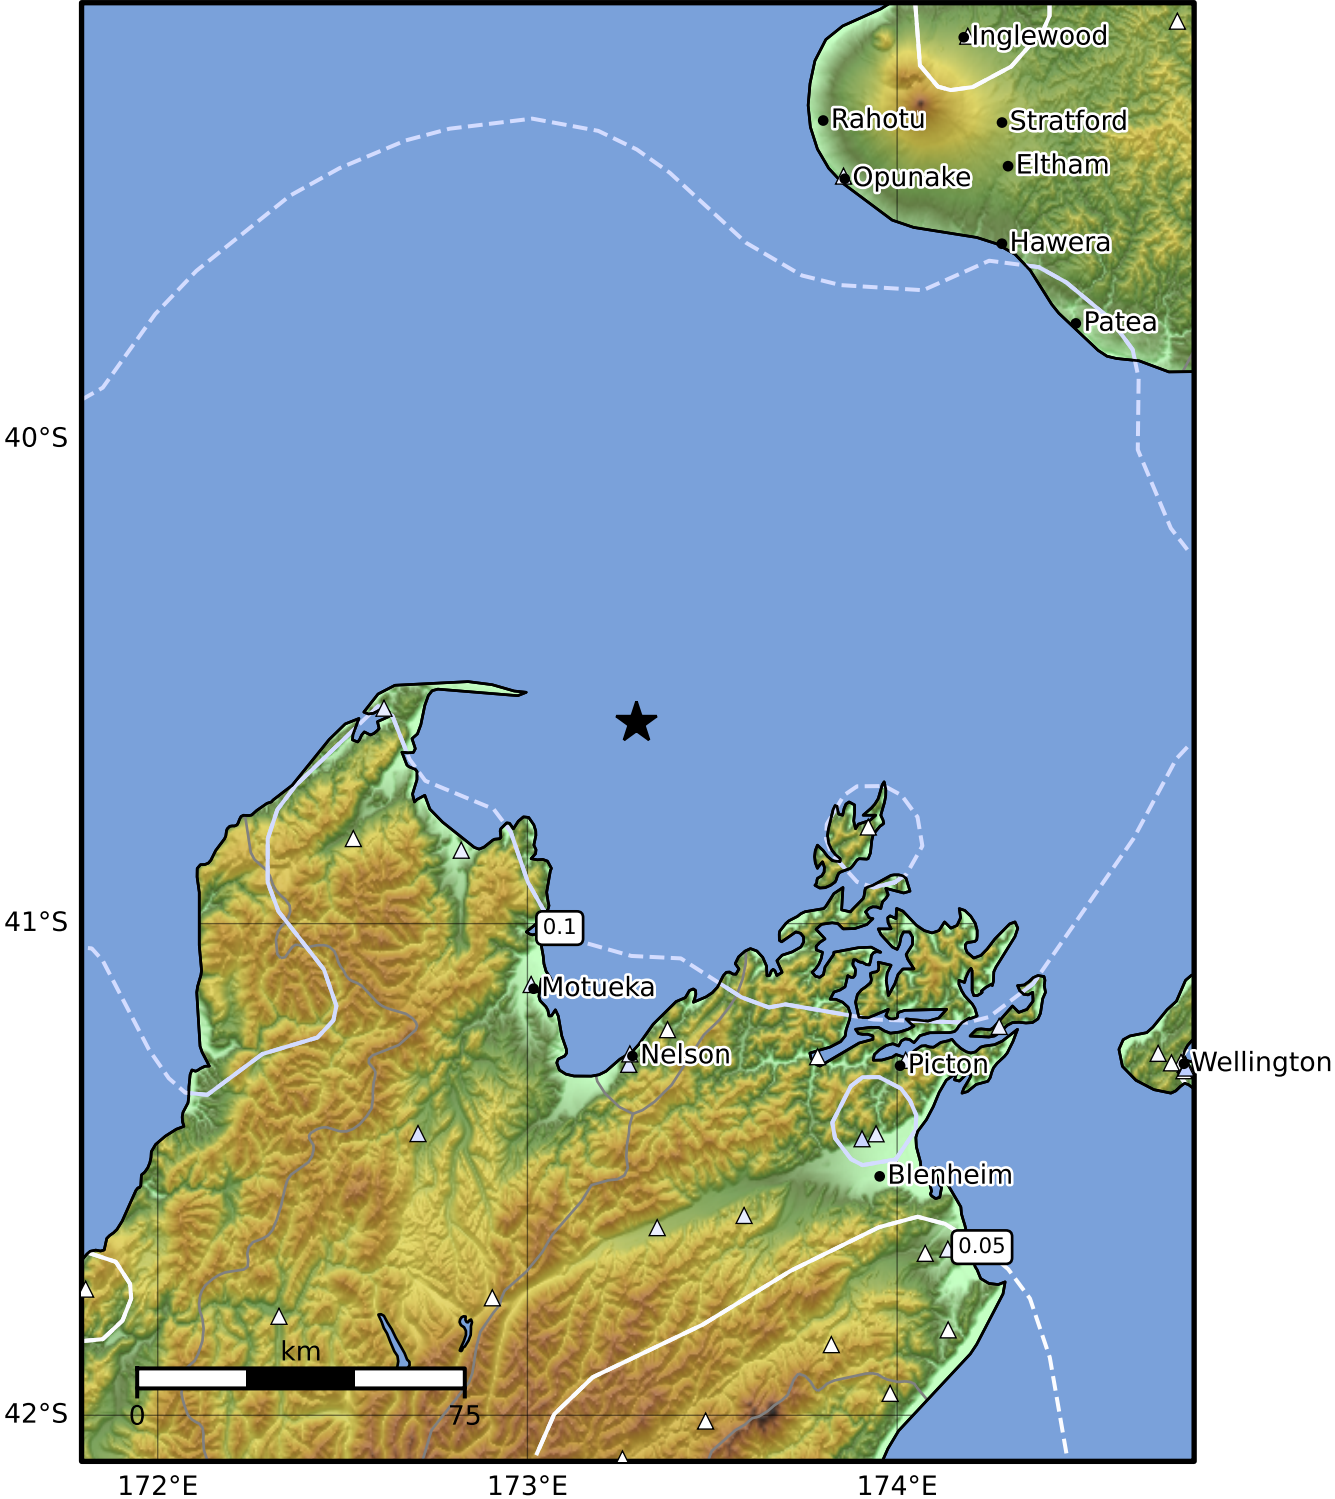 Inglewood
Rahotu
Stratford
Eltham
Opunake
Hawera
Patea
40°S
41°S
0.1
Motueka
Nelson
Picton
Wellington
Blenheim
0.05
km
0
75
42°S
172°E
173°E
174°E